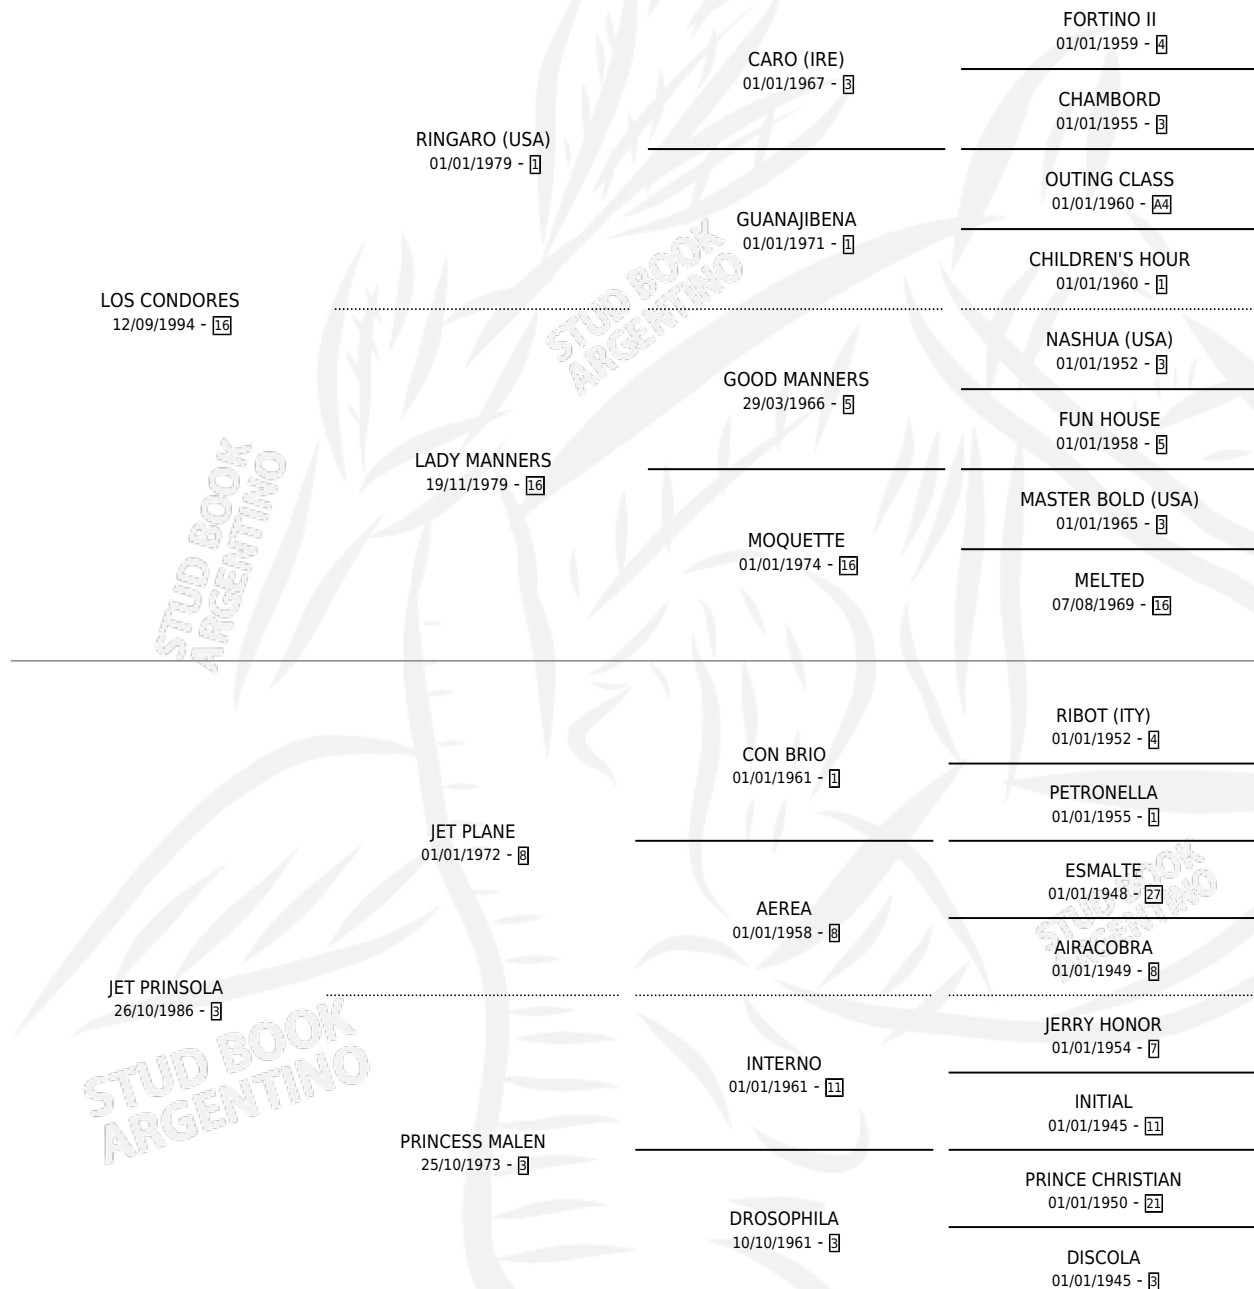 FORTINO II
01/01/1959 - 4
CARO (IRE)
01/01/1967 - 3
CHAMBORD
01/01/1955 - 3
RINGARO (USA)
01/01/1979 - 1
OUTING CLASS
01/01/1960 - A4
GUANAJIBENA
01/01/1971 - 1
CHILDREN'S HOUR
01/01/1960 - 1
LOS CONDORES
12/09/1994 - 16
NASHUA (USA)
01/01/1952 - 3
GOOD MANNERS
29/03/1966 - 5
FUN HOUSE
01/01/1958 - 5
LADY MANNERS
19/11/1979 - 16
MASTER BOLD (USA)
01/01/1965 - 3
MOQUETTE
01/01/1974 - 16
MELTED
07/08/1969 - 16
RIBOT (ITY)
01/01/1952 - 4
CON BRIO
01/01/1961 - 1
PETRONELLA
01/01/1955 - 1
JET PLANE
01/01/1972 - 8
ESMALTE
01/01/1948 - 27
AEREA
01/01/1958 - 8
AIRACOBRA
01/01/1949 - 8
JET PRINSOLA
26/10/1986 - 3
JERRY HONOR
01/01/1954 - 7
INTERNO
01/01/1961 - 11
INITIAL
01/01/1945 - 11
PRINCESS MALEN
25/10/1973 - 3
PRINCE CHRISTIAN
01/01/1950 - 21
DROSOPHILA
10/10/1961 - 3
DISCOLA
01/01/1945 - 3
STUD BOOK
ARGENTINO
STUD BOOK
ARGENTINO
STUD BOOK
ARGENTINO
STUD BOOK
ARGENTINO